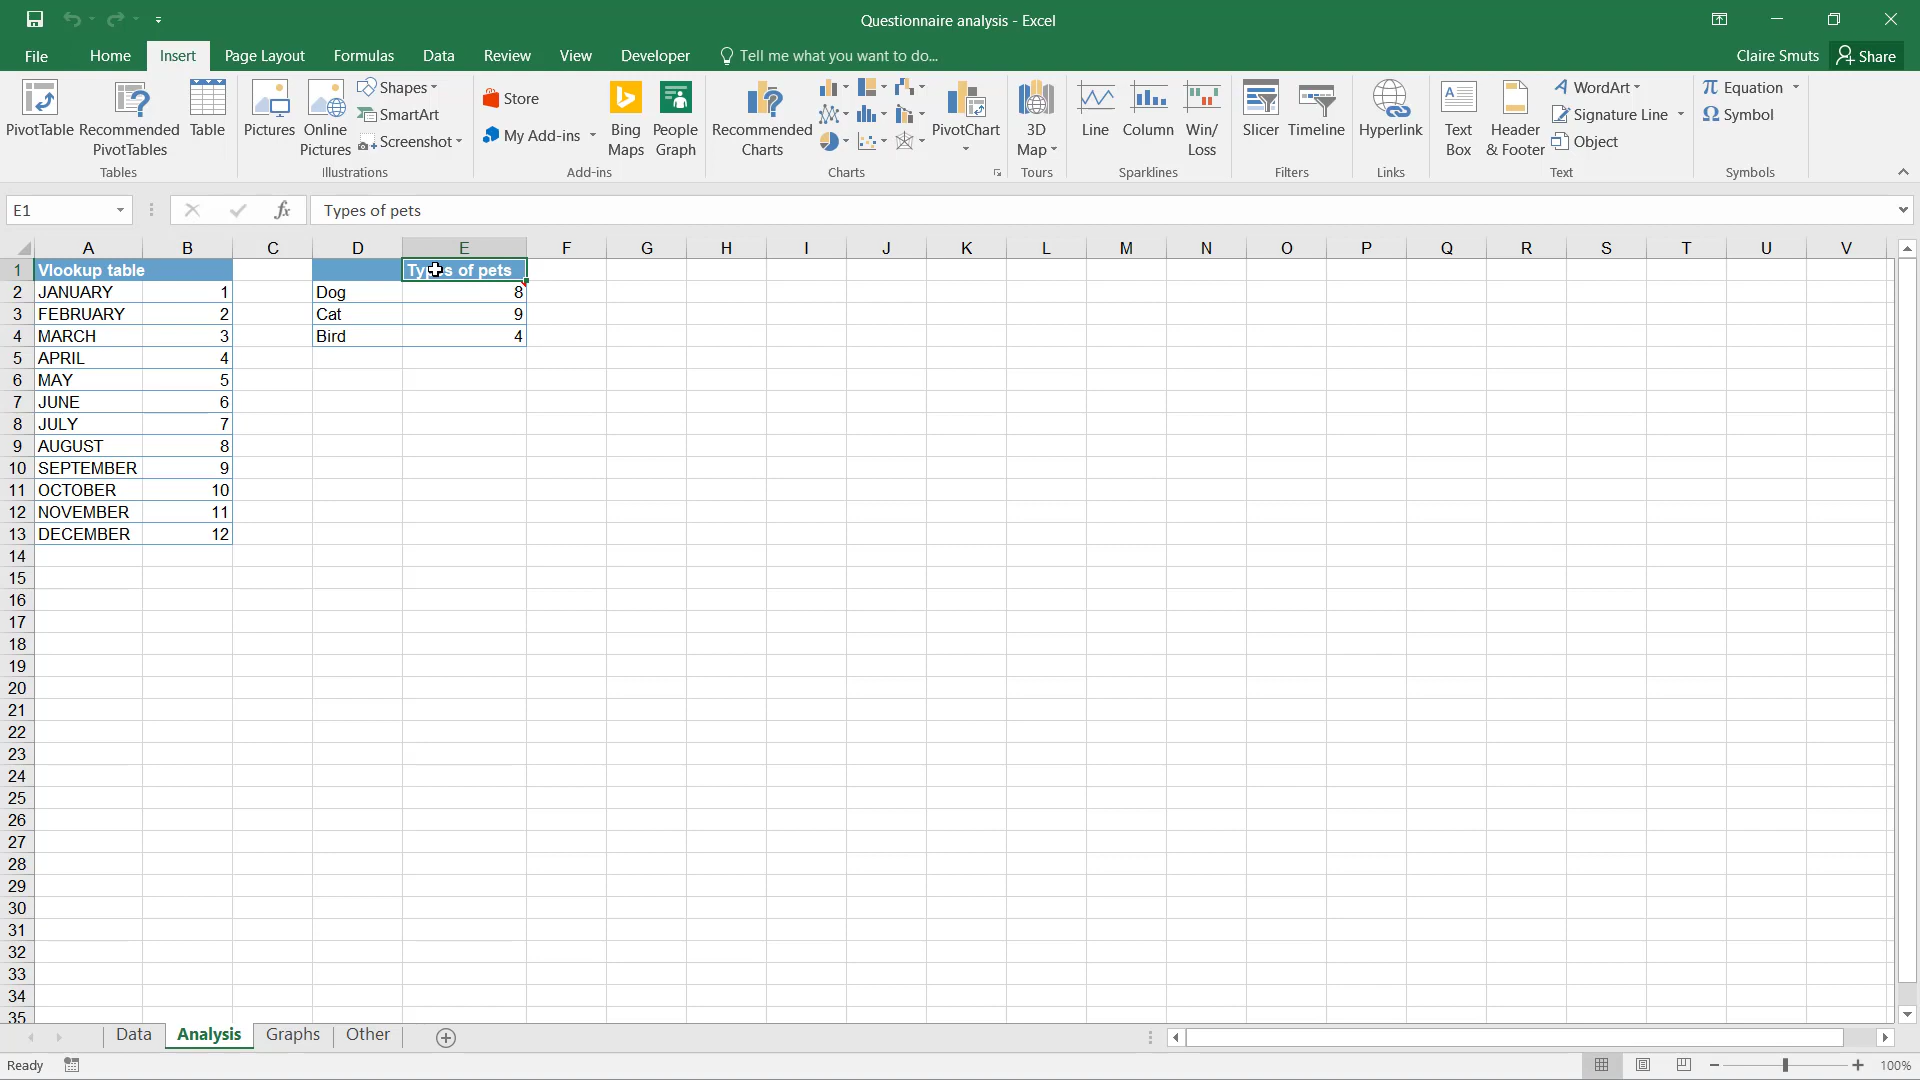 Questionnaire analysis - Excel
File Home Insert Page Layout Formulas Data Review View Developer Tell me what you want to do... Claire Smuts Share
PivotTable
Recommended PivotTables
Table
Tables
Pictures
Online Pictures
Shapes
SmartArt
Screenshot
Illustrations
Store
My Add-ins
Bing Maps
People Graph
Add-ins
Recommended Charts
PivotChart
Charts
3D Map
Tours
Line
Column
Win/ Loss
Sparklines
Slicer
Timeline
Filters
Hyperlink
Links
Text Box
Header & Footer
WordArt
Signature Line
Object
Text
Equation
Symbol
Symbols
E1 fx Types of pets
A B C D E F G H I J K L M N O P Q R S T U V
1 Vlookup table Types of pets
2 JANUARY 1 Dog 8
3 FEBRUARY 2 Cat 9
4 MARCH 3 Bird 4
5 APRIL 4
6 MAY 5
7 JUNE 6
8 JULY 7
9 AUGUST 8
10 SEPTEMBER 9
11 OCTOBER 10
12 NOVEMBER 11
13 DECEMBER 12
14
15
16
17
18
19
20
21
22
23
24
25
26
27
28
29
30
31
32
33
34
35
Data Analysis Graphs Other
Ready 100%